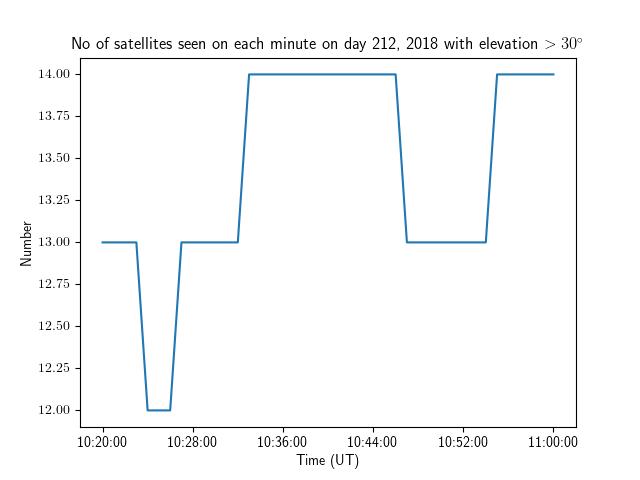 No of satellites seen on each minute on day 212, 2018 with elevation > 30°
14.00
13.75
13.50
13.25
13.00
12.75
12.50
12.25
12.00
Number
10:20:00 10:28:00 10:36:00 10:44:00 10:52:00 11:00:00
Time (UT)